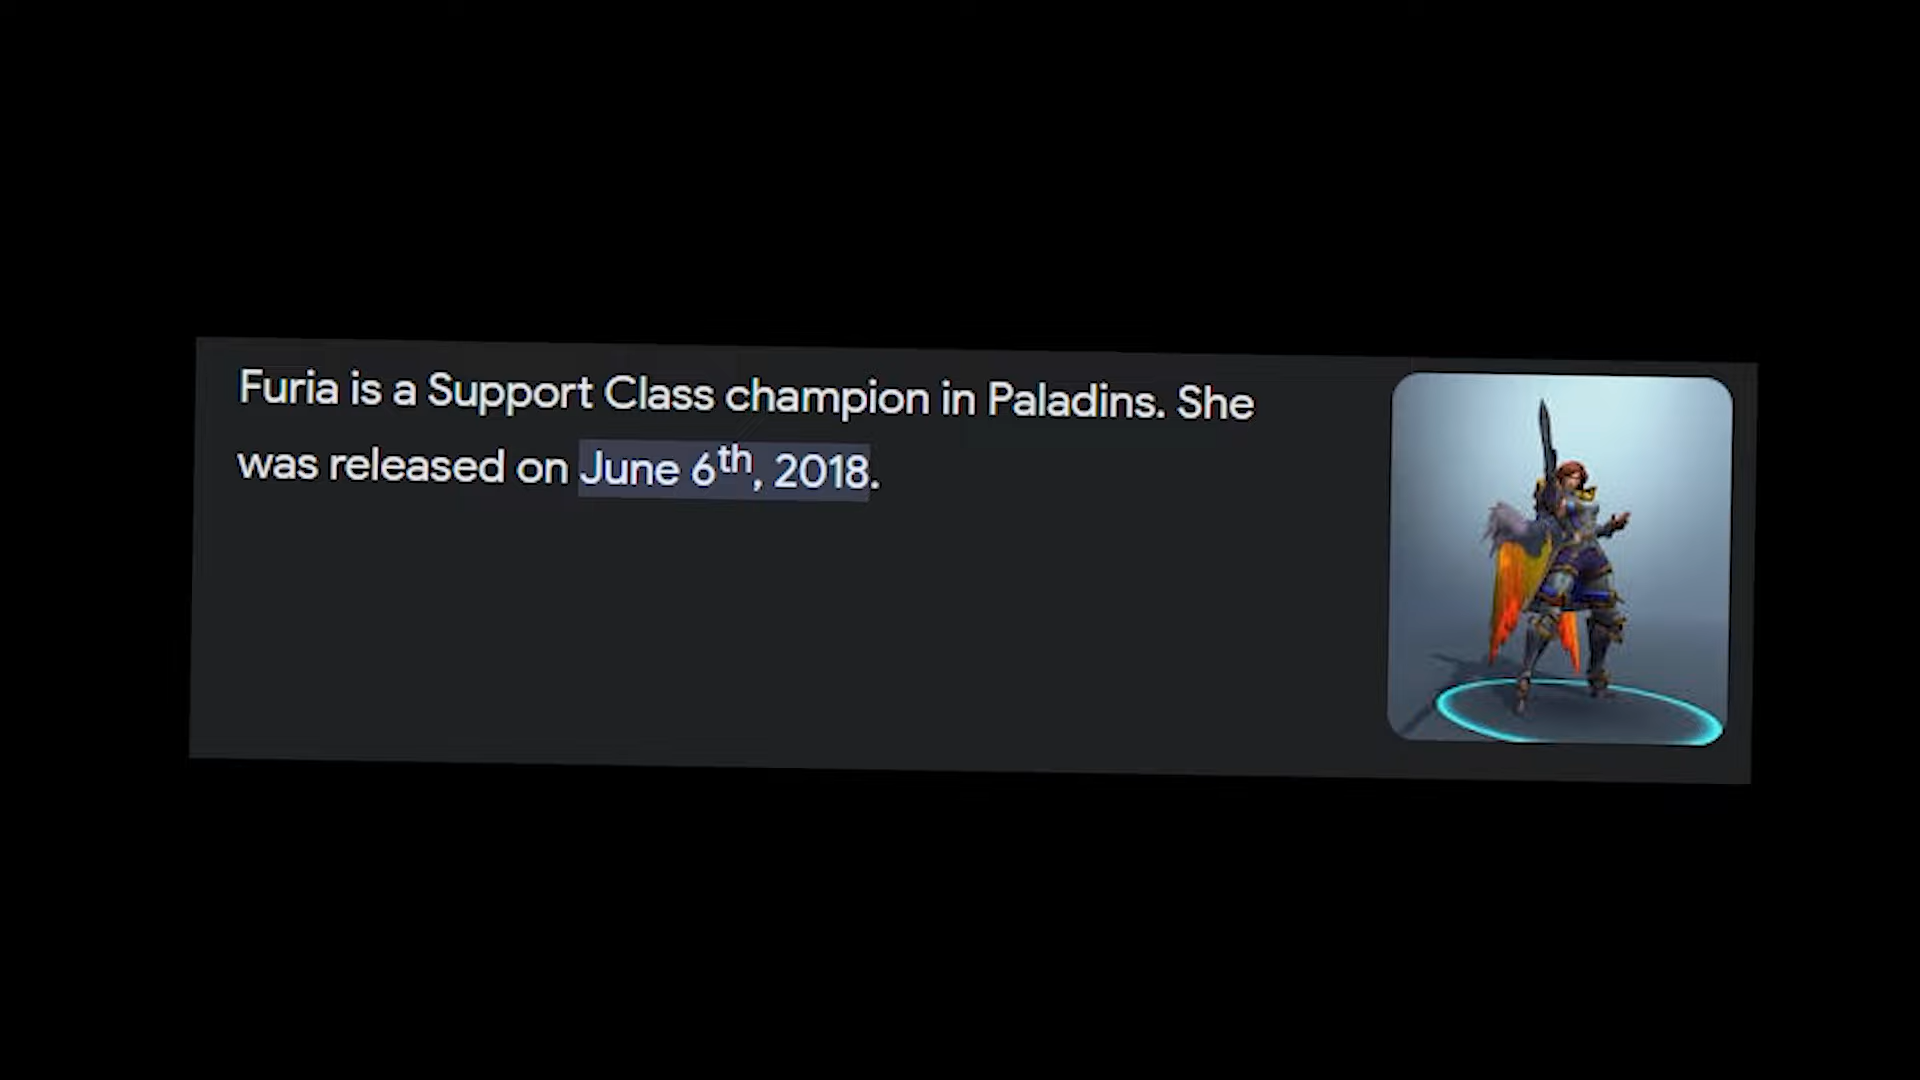 Furia is a Support Class champion in Paladins. She
was released on June 6th, 2018.